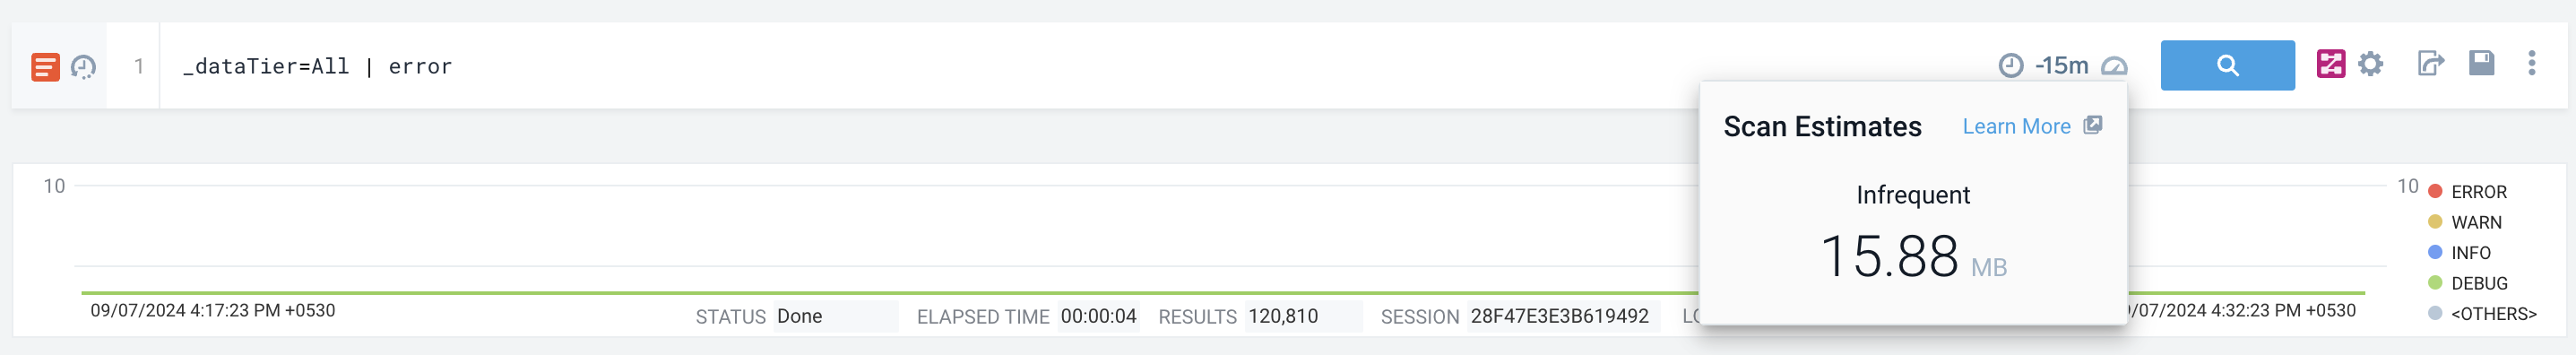 1 _dataTier=All | error -15m
Scan Estimates Learn More
Infrequent
15.88 MB
10
10
ERROR
WARN
INFO
DEBUG
<OTHERS>
09/07/2024 4:17:23 PM +0530
/07/2024 4:32:23 PM +0530
STATUS Done ELAPSED TIME 00:00:04 RESULTS 120,810 SESSION 28F47E3E3B619492